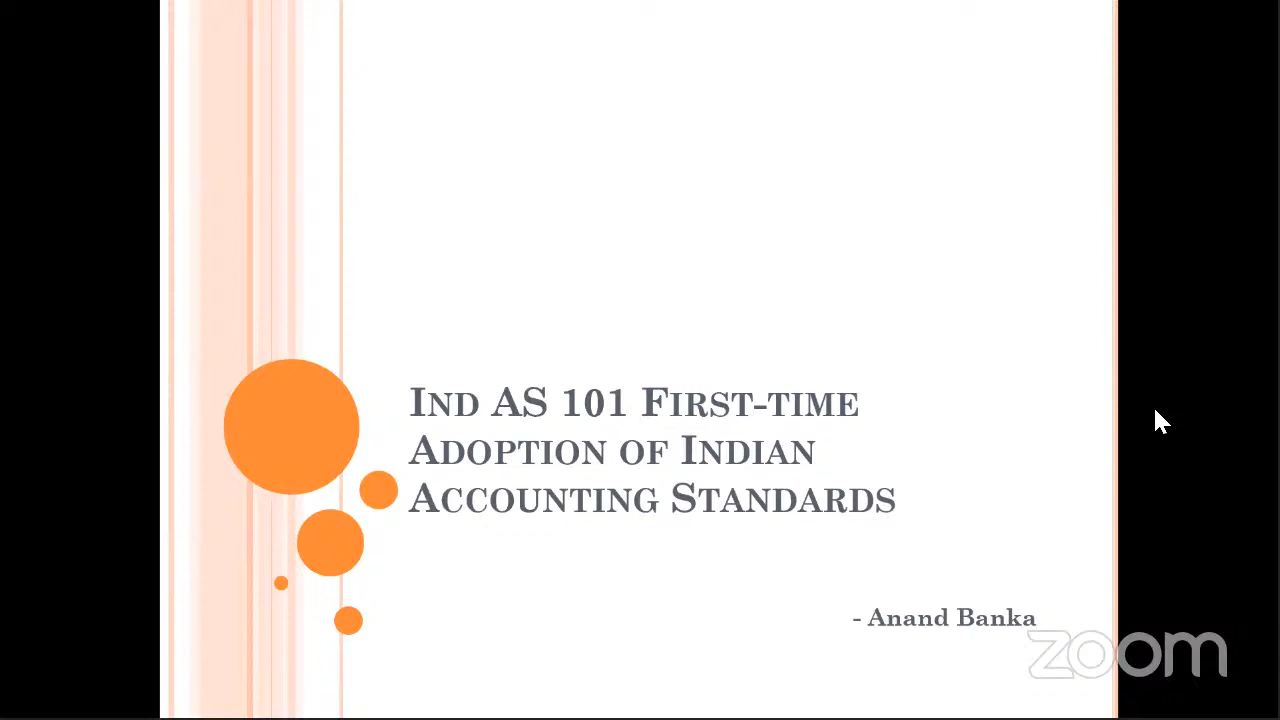 Ind AS 101 First-time
Adoption of Indian
Accounting Standards
- Anand Banka
zoom